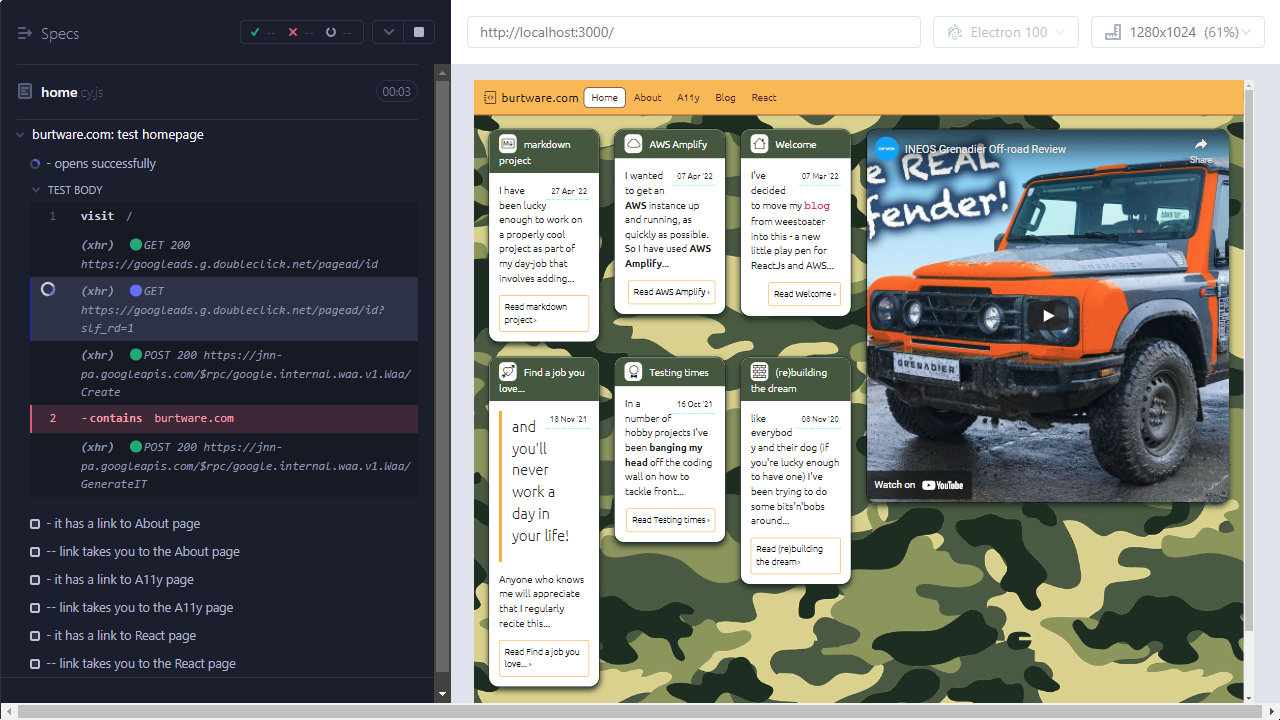 Specs
-- -- --
home.cy.js
00:03
burtware.com: test homepage
- opens successfully
TEST BODY
1 visit /
(xhr) GET 200
https://googleads.g.doubleclick.net/pagead/id
(xhr) GET
https://googleads.g.doubleclick.net/pagead/id?
slf_rd=1
(xhr) POST 200 https://jnn-
pa.googleapis.com/$rpc/google.internal.waa.v1.Waa/
Create
2 -contains burtware.com
(xhr) POST 200 https://jnn-
pa.googleapis.com/$rpc/google.internal.waa.v1.Waa/
GenerateIT
- it has a link to About page
-- link takes you to the About page
- it has a link to A11y page
-- link takes you to the A11y page
- it has a link to React page
-- link takes you to the React page
http://localhost:3000/
Electron 100
1280x1024 (61%)
burtware.com Home About A11y Blog React
markdown
project
27 Apr '22
I have
been lucky
enough to work on
a properly cool
project as part of
my day-job that
involves adding...
Read markdown
project ›
AWS Amplify
07 Apr '22
I wanted
to get an
AWS instance up
and running, as
quickly as possible.
So I have used AWS
Amplify...
Read AWS Amplify ›
Welcome
07 Mar '22
I've
decided
to move my blog
from weestoater
into this - a new
little play pen for
ReactJs and AWS...
Read Welcome ›
Find a job you
love...
18 Nov '21
and
you'll
never
work a
day in
your life!
Anyone who knows
me will appreciate
that I regularly
recite this...
Read Find a job you
love... ›
Testing times
16 Oct '21
In a
number of
hobby projects I've
been banging my
head off the coding
wall on how to
tackle front...
Read Testing times ›
(re)building
the dream
08 Nov '20
like
everybod
y and their dog (if
you're lucky enough
to have one) I've
been trying to do
some bits'n'bobs
around...
Read (re)building
the dream ›
INEOS Grenadier Off-road Review
Share
e REAL
fender!
GRENADIER
GRENADIER
Watch on YouTube